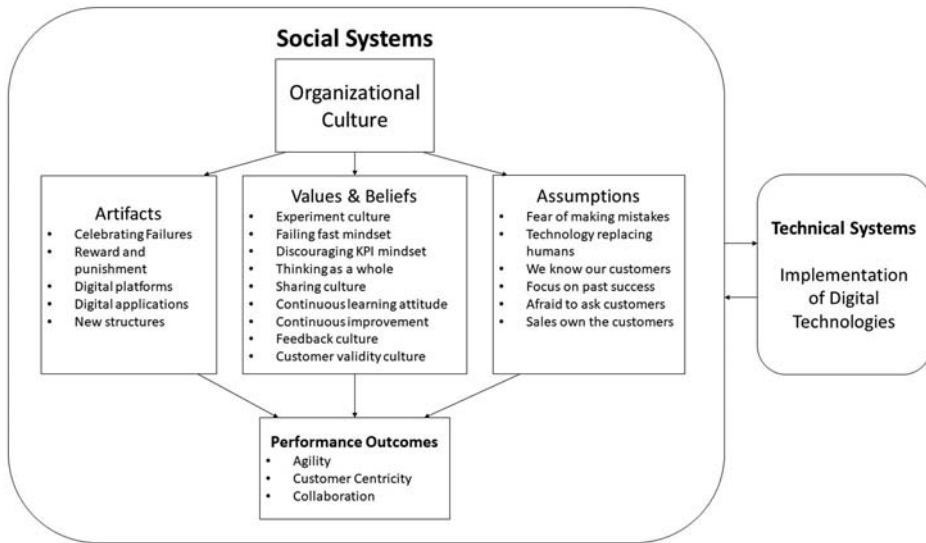 Social Systems
Organizational
Culture
Artifacts
• Celebrating Failures
• Reward and
punishment
• Digital platforms
• Digital applications
• New structures
Values & Beliefs
• Experiment culture
• Failing fast mindset
• Discouraging KPI mindset
• Thinking as a whole
• Sharing culture
• Continuous learning attitude
• Continuous improvement
• Feedback culture
• Customer validity culture
Assumptions
• Fear of making mistakes
• Technology replacing
humans
• We know our customers
• Focus on past success
• Afraid to ask customers
• Sales own the customers
Performance Outcomes
• Agility
• Customer Centricity
• Collaboration
Technical Systems
Implementation
of Digital
Technologies